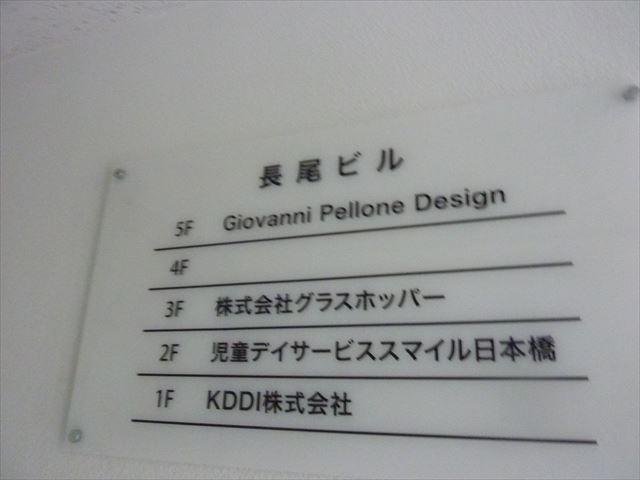 長尾ビル
5F Giovanni Pellone Design
4F
3F 株式会社グラスホッパー
2F 児童デイサービススマイル日本橋
1F KDDI株式会社